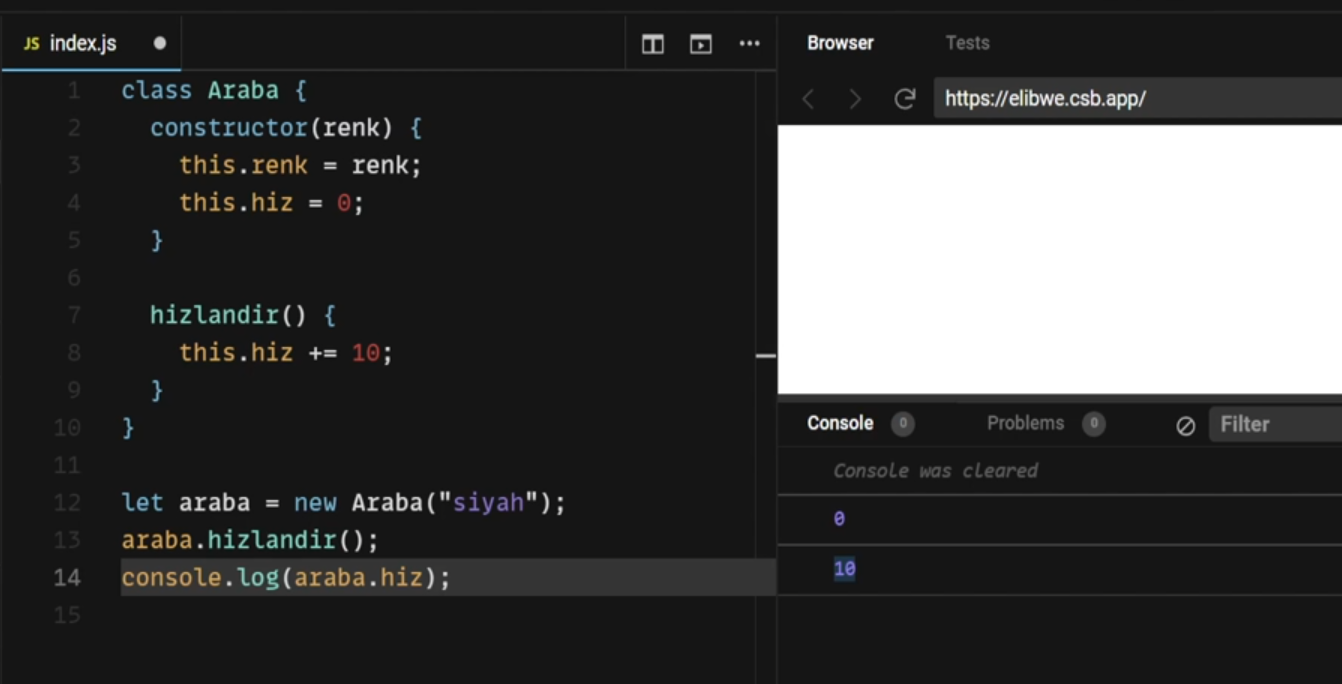 JS index.js
1 class Araba {
2   constructor(renk) {
3     this.renk = renk;
4     this.hiz = 0;
5   }
6
7   hizlandir() {
8     this.hiz += 10;
9   }
10 }
11
12 let araba = new Araba("siyah");
13 araba.hizlandir();
14 console.log(araba.hiz);
15
Browser Tests
https://elibwe.csb.app/
Console 0 Problems 0 Filter
Console was cleared
0
10